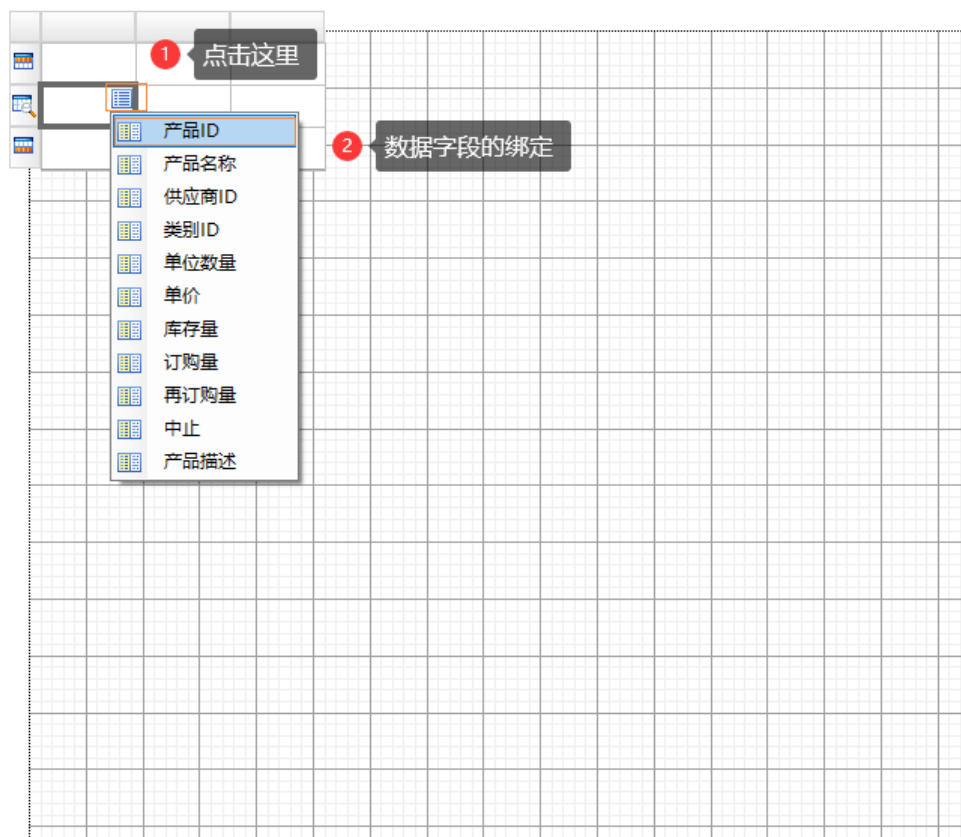 1 点击这里
产品ID
2 数据字段的绑定
产品名称
供应商ID
类别ID
单位数量
单价
库存量
订购量
再订购量
中止
产品描述